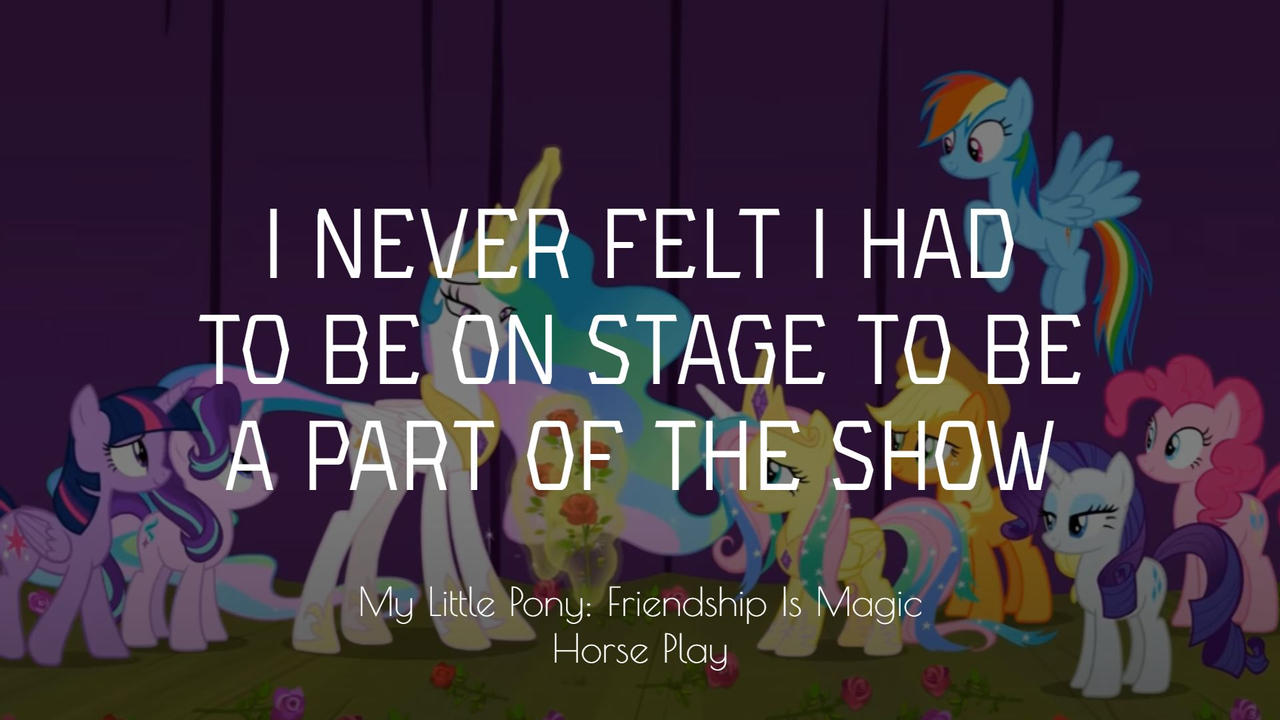 I NEVER FELT I HAD
TO BE ON STAGE TO BE
A PART OF THE SHOW
My Little Pony: Friendship Is Magic
Horse Play